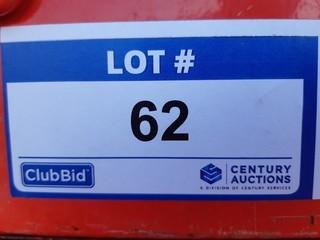 LOT #
62
ClubBid
CENTURY
AUCTIONS
A DIVISION OF CENTURY SERVICES